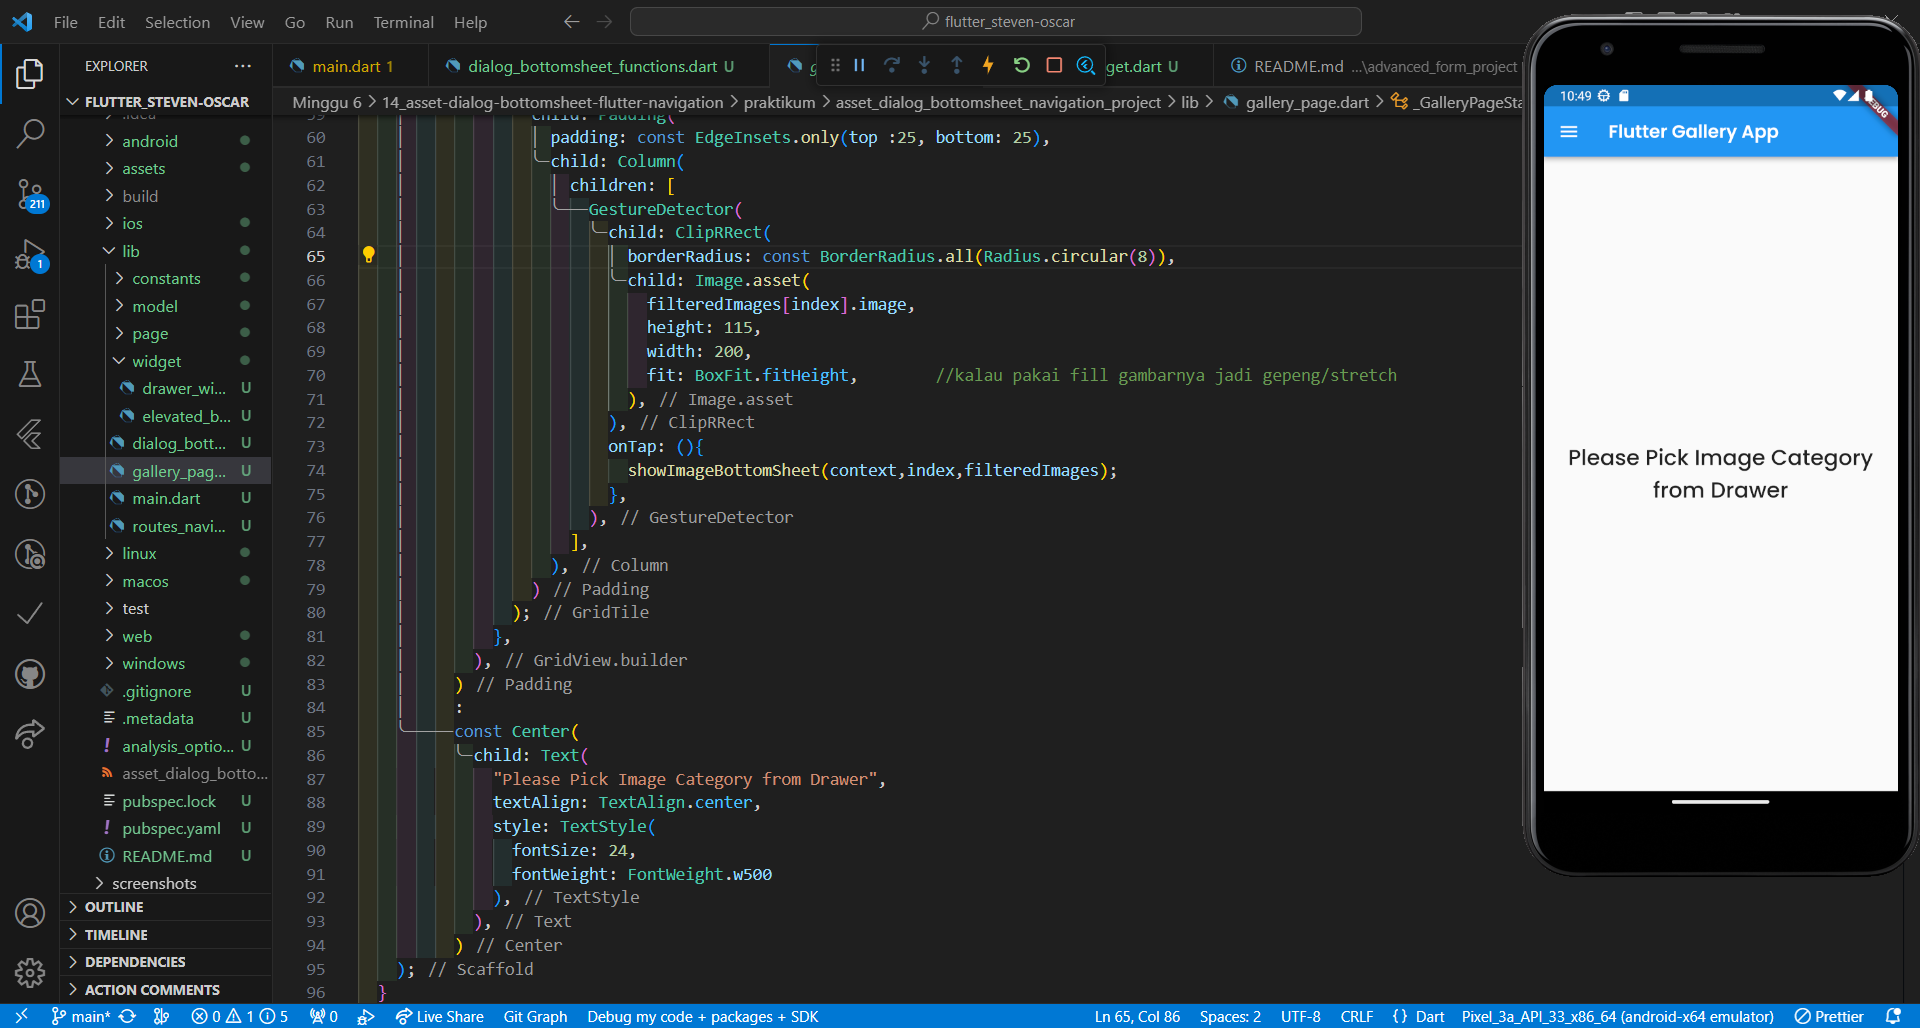 File Edit Selection View Go Run Terminal Help
flutter_steven-oscar
EXPLORER
FLUTTER_STEVEN-OSCAR
.idea
android
assets
build
ios
lib
constants
model
page
widget
drawer_wi... U
elevated_b... U
dialog_bott... U
gallery_pag... U
main.dart U
routes_navi... U
linux
macos
test
web
windows
.gitignore U
.metadata U
analysis_optio... U
asset_dialog_botto...
pubspec.lock U
pubspec.yaml U
README.md U
screenshots
OUTLINE
TIMELINE
DEPENDENCIES
ACTION COMMENTS
211
1
main.dart 1
dialog_bottomsheet_functions.dart U
get.dart U
README.md ...\advanced_form_project
Minggu 6 > 14_asset-dialog-bottomsheet-flutter-navigation > praktikum > asset_dialog_bottomsheet_navigation_project > lib > gallery_page.dart > _GalleryPageSta
59 child: Padding(
60 padding: const EdgeInsets.only(top :25, bottom: 25),
61 child: Column(
62 children: [
63 GestureDetector(
64 child: ClipRRect(
65 borderRadius: const BorderRadius.all(Radius.circular(8)),
66 child: Image.asset(
67 filteredImages[index].image,
68 height: 115,
69 width: 200,
70 fit: BoxFit.fitHeight, //kalau pakai fill gambarnya jadi gepeng/stretch
71 ), // Image.asset
72 ), // ClipRRect
73 onTap: (){
74 showImageBottomSheet(context,index,filteredImages);
75 },
76 ), // GestureDetector
77 ],
78 ), // Column
79 ) // Padding
80 ); // GridTile
81 },
82 ), // GridView.builder
83 ) // Padding
84 :
85 const Center(
86 child: Text(
87 "Please Pick Image Category from Drawer",
88 textAlign: TextAlign.center,
89 style: TextStyle(
90 fontSize: 24,
91 fontWeight: FontWeight.w500
92 ), // TextStyle
93 ), // Text
94 ) // Center
95 ); // Scaffold
96 }
10:49
DEBUG
Flutter Gallery App
Please Pick Image Category
from Drawer
main* 0 1 5 0 Live Share Git Graph Debug my code + packages + SDK
Ln 65, Col 86 Spaces: 2 UTF-8 CRLF {} Dart Pixel_3a_API_33_x86_64 (android-x64 emulator) Prettier